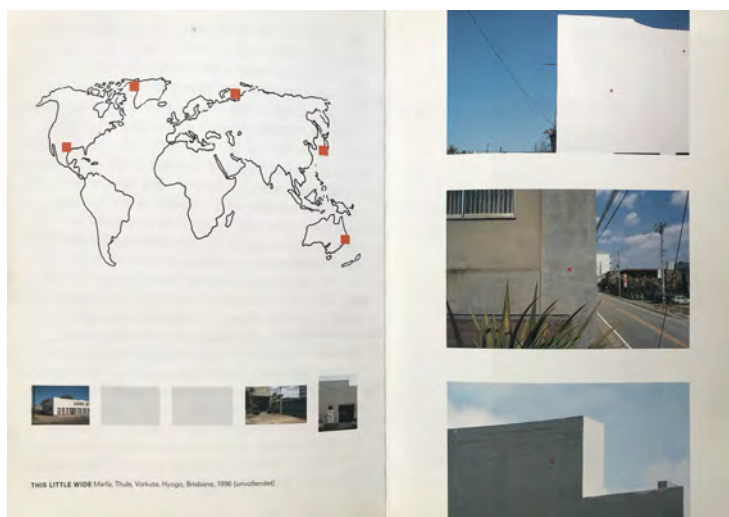 THIS LITTLE WIDE Marfa, Thule, Vorkuta, Hyogo, Brisbane, 1996 (unvollendet)